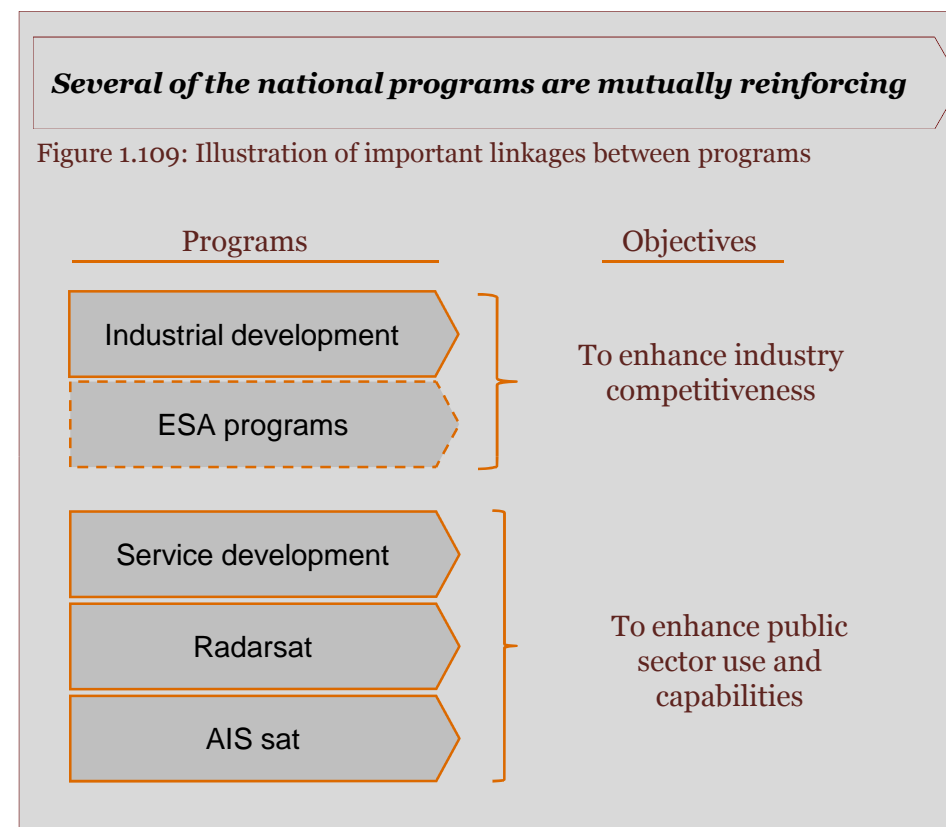 Several of the national programs are mutually reinforcing
Figure 1.109: Illustration of important linkages between programs
Programs
Objectives
Industrial development
ESA programs
To enhance industry
competitiveness
Service development
Radarsat
AIS sat
To enhance public
sector use and
capabilities